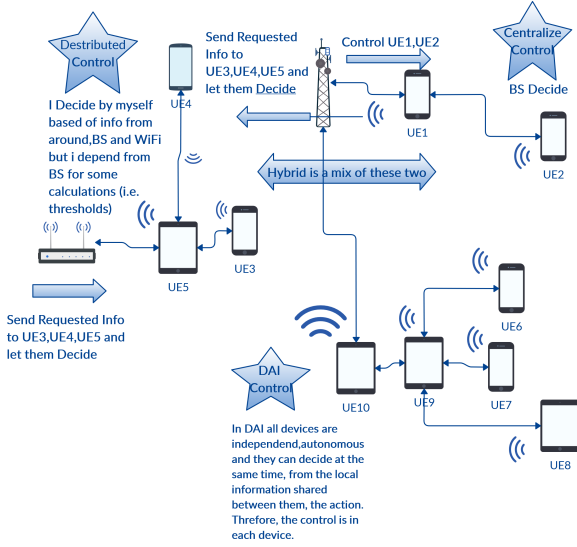 Destributed
Control
Send Requested
Info to
UE3,UE4,UE5 and
let them Decide
Control UE1,UE2
Centralize
Control
BS Decide
UE4
I Decide by myself
based of info from
around,BS and WiFi
but i depend from
BS for some
calculations (i.e.
thresholds)
UE1
UE2
Hybrid is a mix of these two
UE5
UE3
Send Requested Info
to UE3,UE4,UE5 and
let them Decide
UE6
DAI
Control
UE10
UE9
UE7
UE8
In DAI all devices are
independend,autonomous
and they can decide at the
same time, from the local
information shared
between them, the action.
Threfore, the control is in
each device.